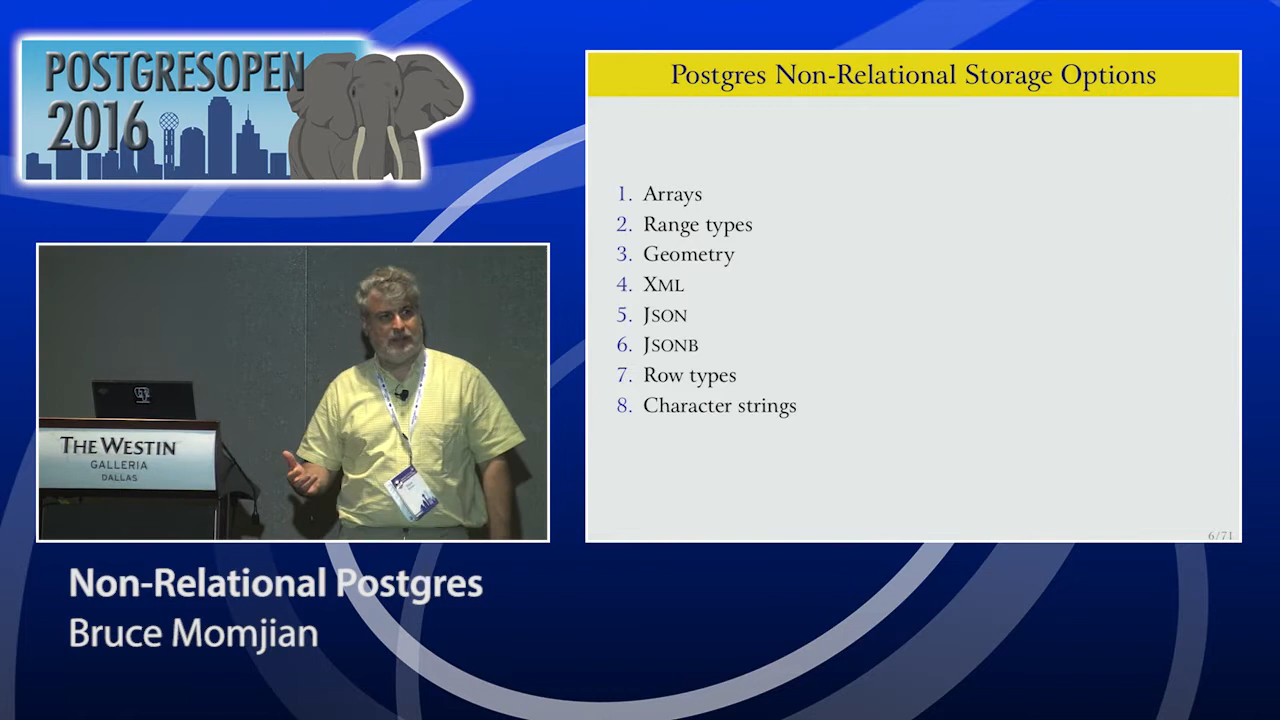 POSTGRESOPEN
2016
Postgres Non-Relational Storage Options
1. Arrays
2. Range types
3. Geometry
4. XML
5. JSON
6. JSONB
7. Row types
8. Character strings
6/71
THE WESTIN
GALLERIA
DALLAS
Non-Relational Postgres
Bruce Momjian